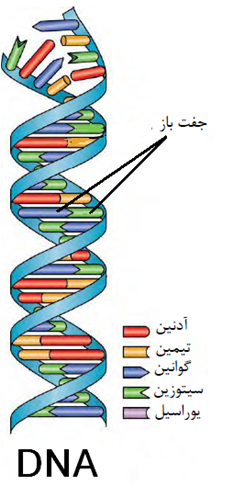 جفت باز .
آدنین
تیمین
گوانین
سیتوزین
یوراسیل
DNA